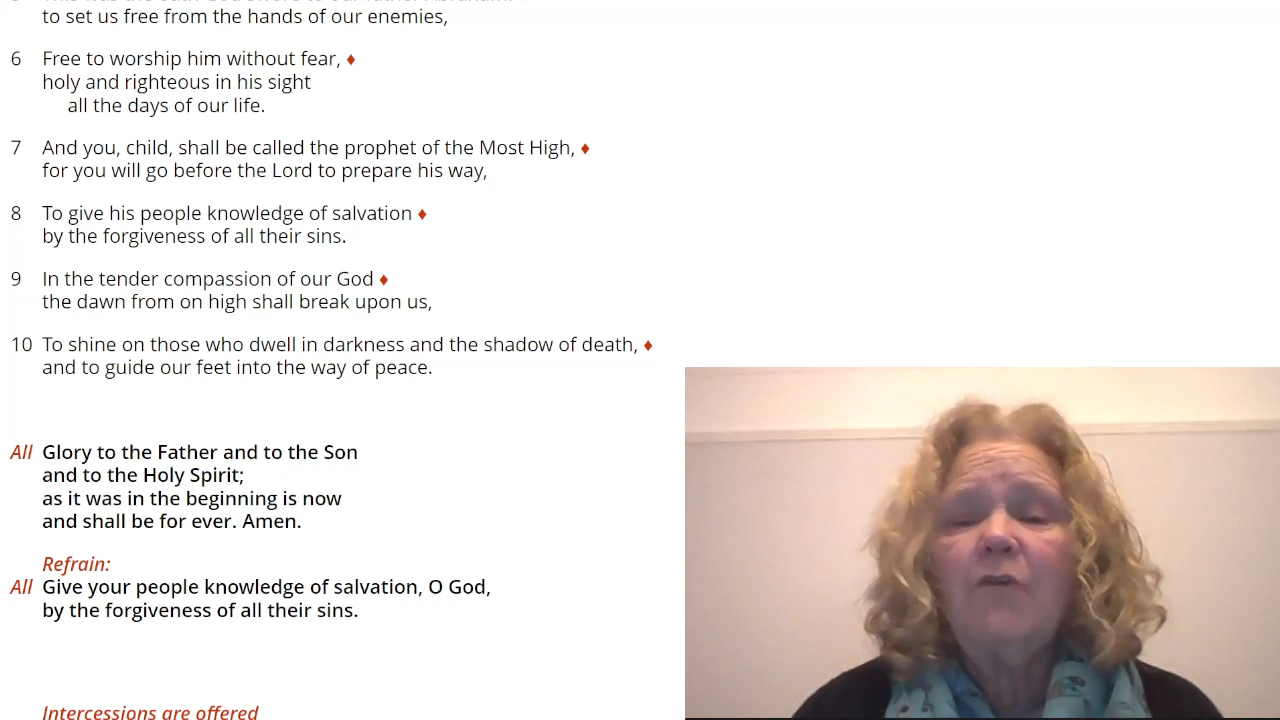 to set us free from the hands of our enemies,
6 Free to worship him without fear, ♦
holy and righteous in his sight
all the days of our life.
7 And you, child, shall be called the prophet of the Most High, ♦
for you will go before the Lord to prepare his way,
8 To give his people knowledge of salvation ♦
by the forgiveness of all their sins.
9 In the tender compassion of our God ♦
the dawn from on high shall break upon us,
10 To shine on those who dwell in darkness and the shadow of death, ♦
and to guide our feet into the way of peace.
All Glory to the Father and to the Son
and to the Holy Spirit;
as it was in the beginning is now
and shall be for ever. Amen.
Refrain:
All Give your people knowledge of salvation, O God,
by the forgiveness of all their sins.
Intercessions are offered